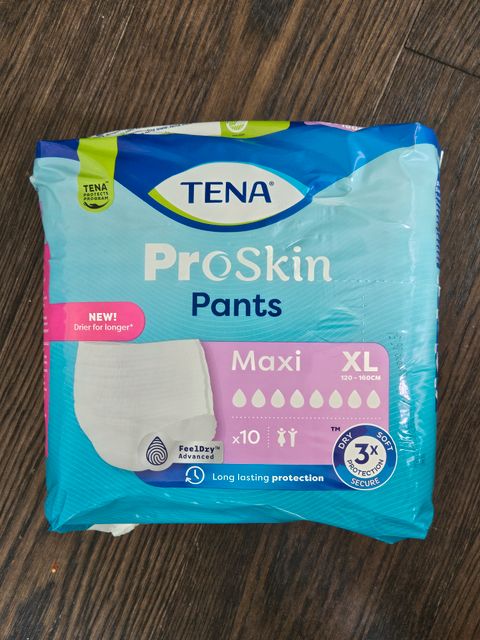 TENA
PROTECTS
PROGRAM
TENA®
ProSkin
Pants
NEW!
Drier for longer*
Maxi
XL
120 - 160CM
x10
FeelDry™
Advanced
™
DRY
SOFT
3x
PROTECTION
SECURE
Long lasting protection